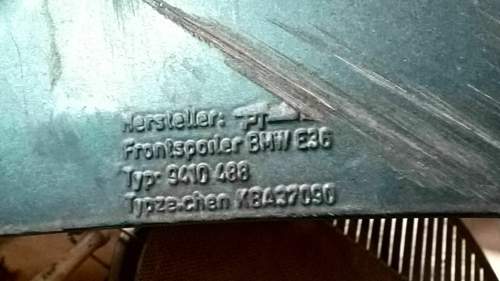 Hersteller:
Frontspoiler BMW E36
Typ: 9410 488
Typzeichen KBA37090